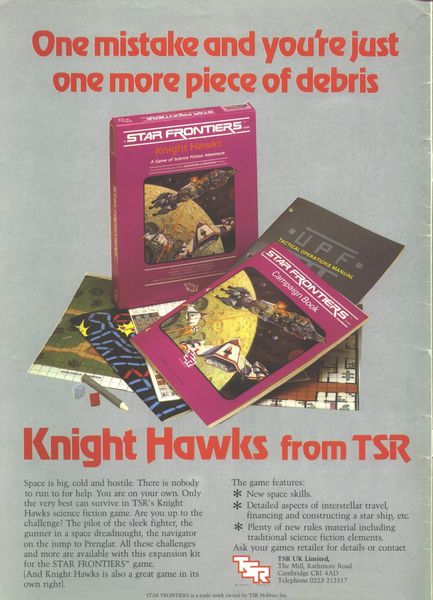 One mistake and you're just
one more piece of debris
STAR FRONTIERS
STAR FRONTIERS
Knight Hawks
A Game of Science Fiction Adventure
TSR
UPF
TACTICAL OPERATIONS MANUAL
STAR FRONTIERS
Campaign Book
Knight Hawks from TSR
Space is big, cold and hostile. There is nobody
to run to for help. You are on your own. Only
the very best can survive in TSR's Knight
Hawks science fiction game. Are you up to the
challenge? The pilot of the sleek fighter, the
gunner in a space dreadnought, the navigator
on the jump to Prenglar. All these challenges
and more are available with this expansion kit
for the STAR FRONTIERS™ game.
(And Knight Hawks is also a great game in its
own right).
The game features:
* New space skills.
* Detailed aspects of interstellar travel,
financing and constructing a star ship, etc.
* Plenty of new rules material including
traditional science fiction elements.
Ask your games retailer for details or contact
TSR
TSR UK Limited,
The Mill, Rathmore Road,
Cambridge CB1 4AD
Telephone 0223 212517
STAR FRONTIERS is a trade mark owned by TSR Hobbies Inc.